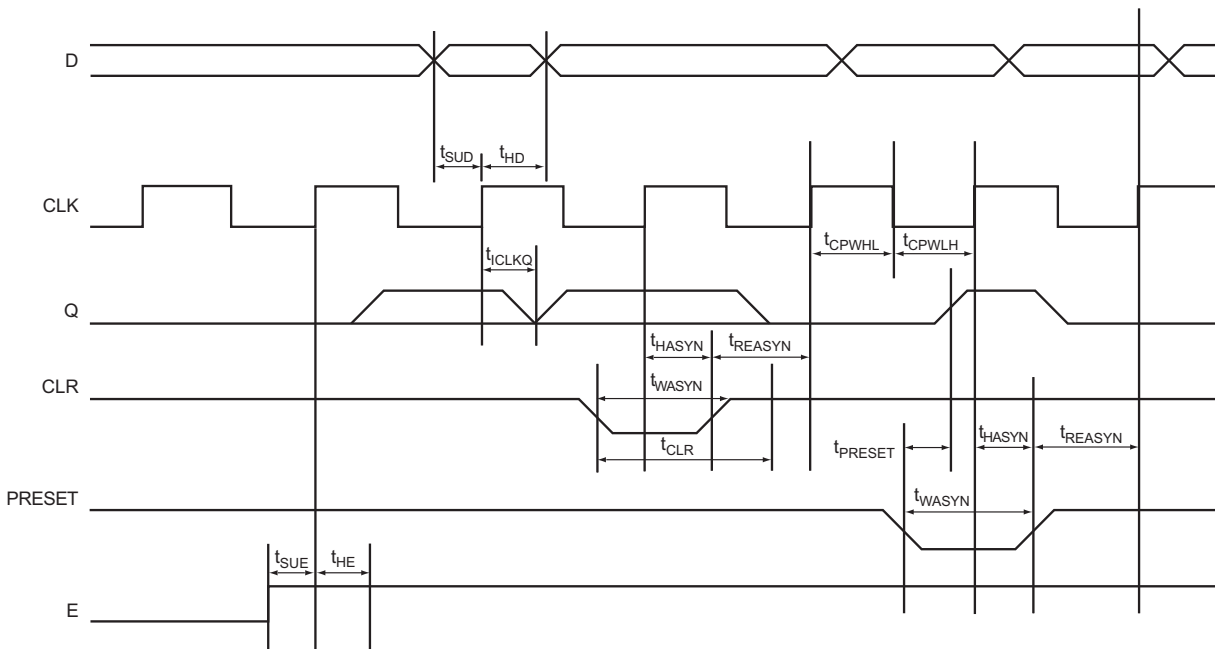 D
tSUD
tHD
CLK
tCPWHL
tCPWLH
tICLKQ
Q
tHASYN
tREASYN
CLR
tWASYN
tCLR
tPRESET
tHASYN
tREASYN
PRESET
tWASYN
tSUE
tHE
E